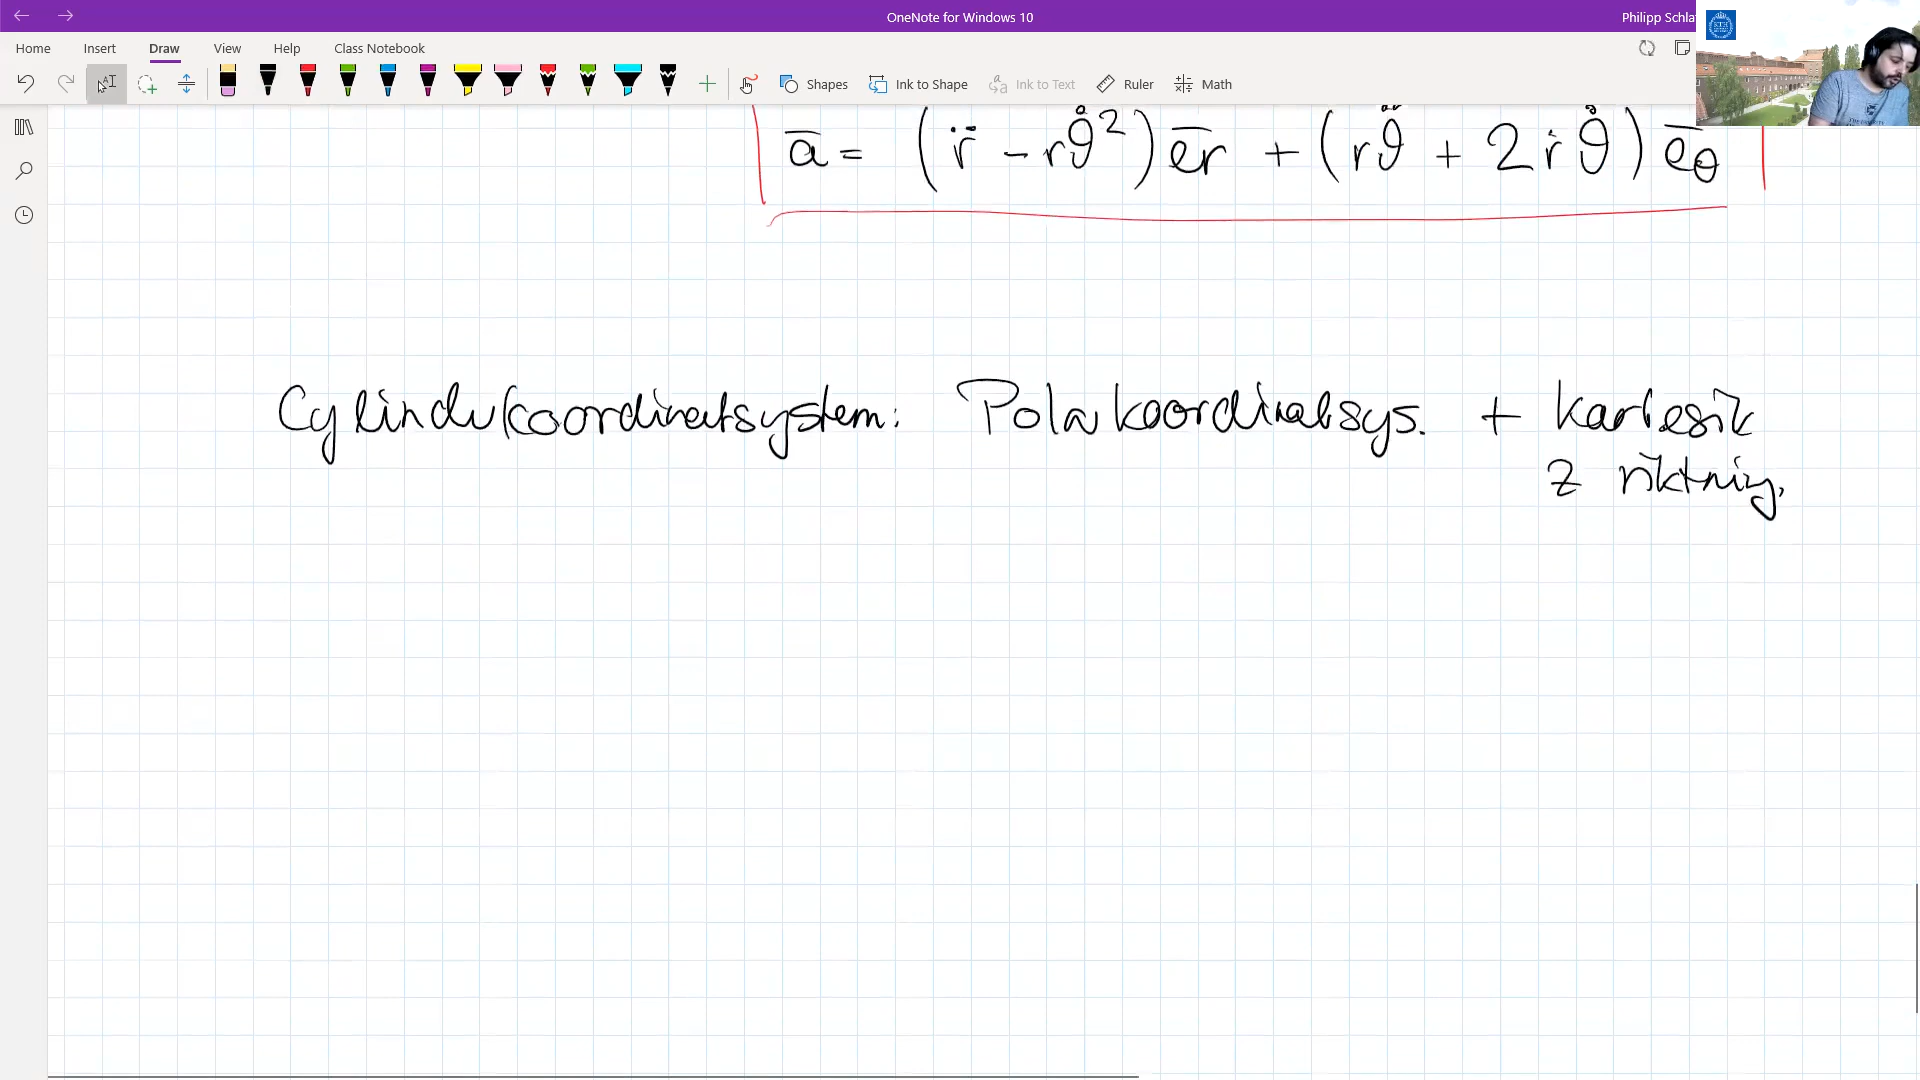 OneNote for Windows 10
Philipp Schla
Home Insert Draw View Help Class Notebook
Shapes Ink to Shape Ink to Text Ruler Math
ā = (r̈ - rϑ̇²) ēr + (rϑ̈ + 2ṙϑ̇) ēθ
Cylinderkoordinatsystem: Polarkoordinatsys. + Kartesik
z riktning.